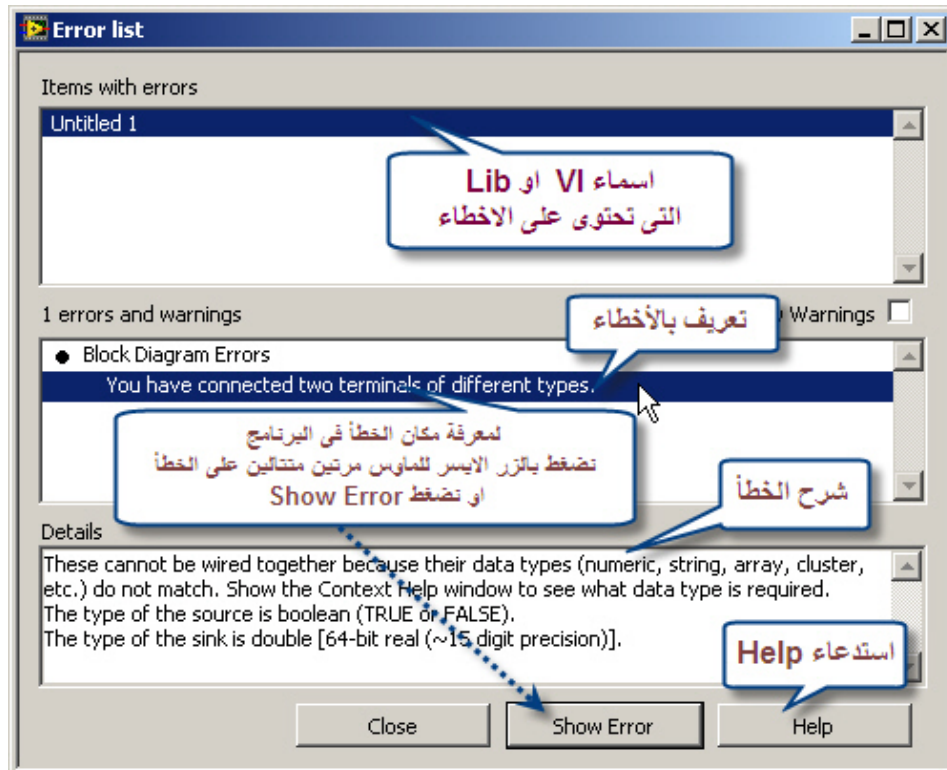 Error list
Items with errors
Untitled 1
اسماء VI او Lib
التى تحتوى على الاخطاء
1 errors and warnings
تعريف بالأخطاء
Warnings
Block Diagram Errors
You have connected two terminals of different types.
لمعرفة مكان الخطأ فى البرنامج
نضغط بالزر الايسر للماوس مرتين متتالين على الخطأ
او نضغط Show Error
شرح الخطأ
Details
These cannot be wired together because their data types (numeric, string, array, cluster,
etc.) do not match. Show the Context Help window to see what data type is required.
The type of the source is boolean (TRUE or FALSE).
The type of the sink is double [64-bit real (~15 digit precision)].
استدعاء Help
Close
Show Error
Help